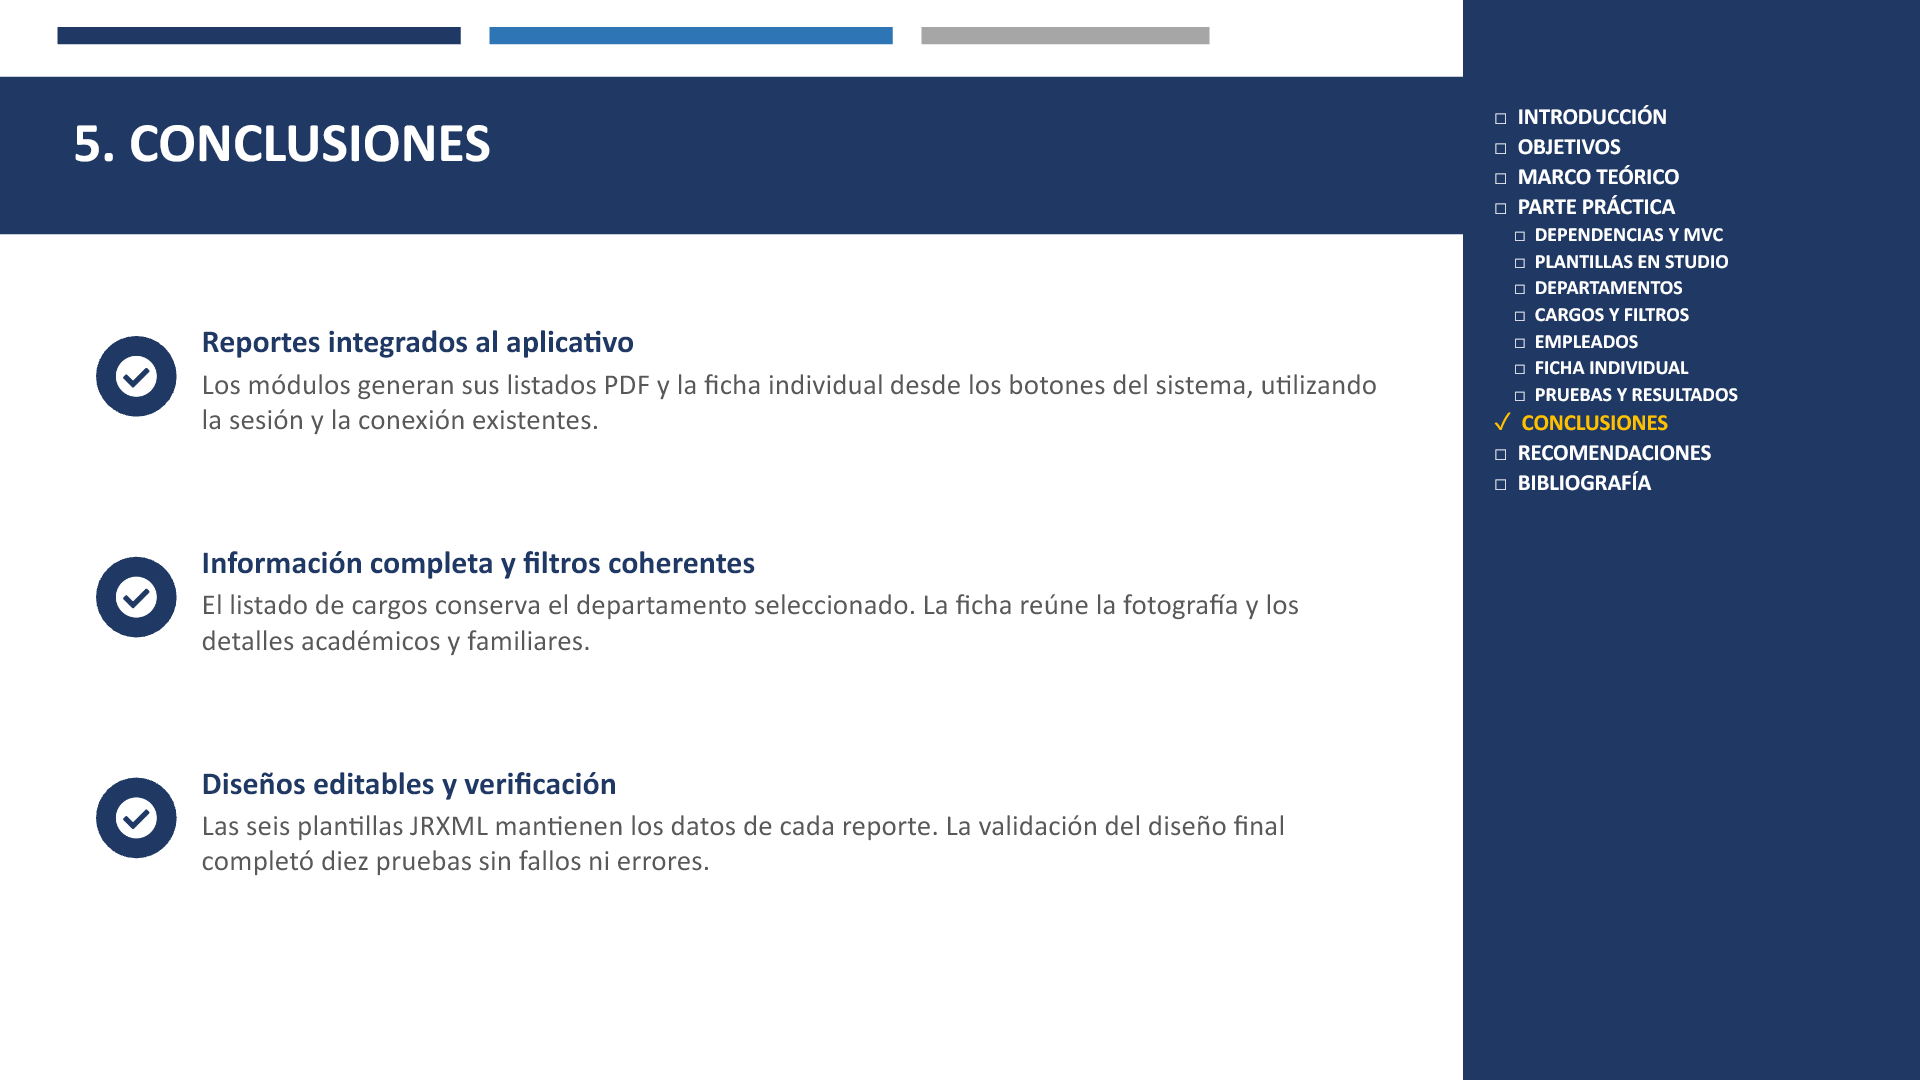 5. CONCLUSIONES
Reportes integrados al aplicativo
Los módulos generan sus listados PDF y la ficha individual desde los botones del sistema, utilizando
la sesión y la conexión existentes.
Información completa y filtros coherentes
El listado de cargos conserva el departamento seleccionado. La ficha reúne la fotografía y los
detalles académicos y familiares.
Diseños editables y verificación
Las seis plantillas JRXML mantienen los datos de cada reporte. La validación del diseño final
completó diez pruebas sin fallos ni errores.
□ INTRODUCCIÓN
□ OBJETIVOS
□ MARCO TEÓRICO
□ PARTE PRÁCTICA
□ DEPENDENCIAS Y MVC
□ PLANTILLAS EN STUDIO
□ DEPARTAMENTOS
□ CARGOS Y FILTROS
□ EMPLEADOS
□ FICHA INDIVIDUAL
□ PRUEBAS Y RESULTADOS
✓ CONCLUSIONES
□ RECOMENDACIONES
□ BIBLIOGRAFÍA